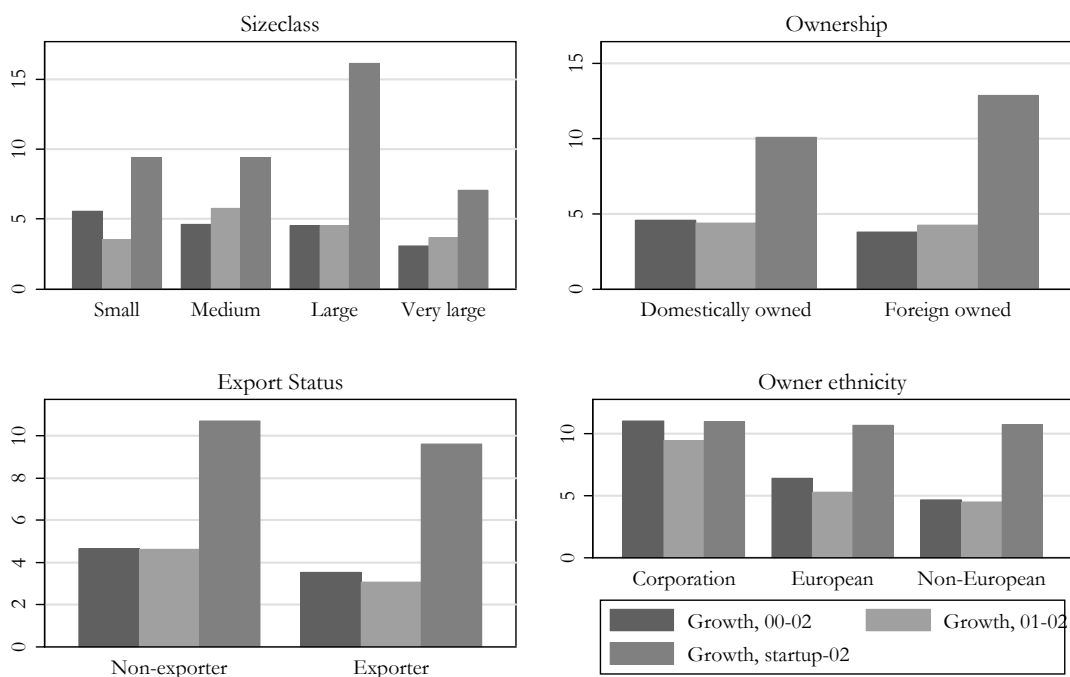 Sizeclass
15
10
5
0
Small Medium Large Very large
Ownership
15
10
5
0
Domestically owned Foreign owned
Export Status
10
8
6
4
2
0
Non-exporter Exporter
Owner ethnicity
10
5
0
Corporation European Non-European
Growth, 00-02 Growth, 01-02
Growth, startup-02